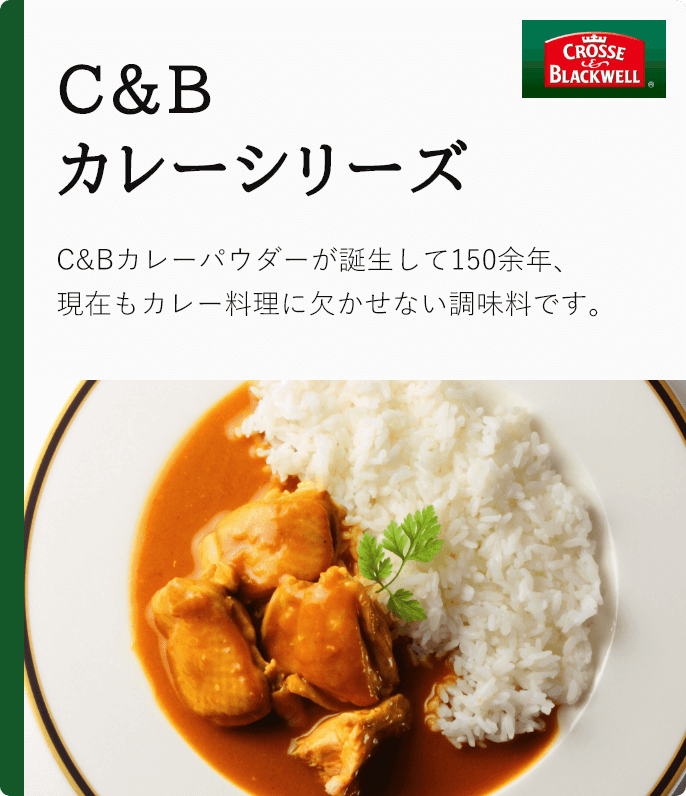 C&B
カレーシリーズ
CROSSE
&
BLACKWELL®
C&Bカレーパウダーが誕生して150余年、
現在もカレー料理に欠かせない調味料です。